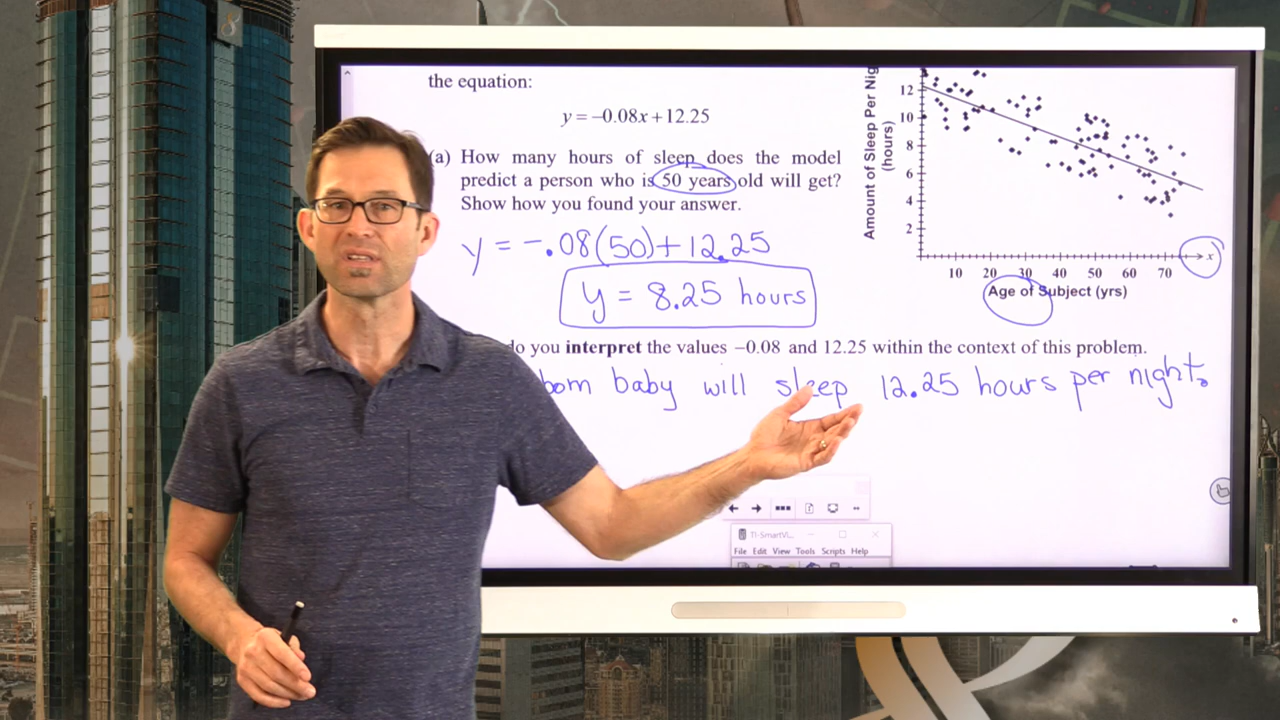 the equation:
y = −0.08x + 12.25
(a) How many hours of sleep does the model
predict a person who is 50 years old will get?
Show how you found your answer.
y = -.08(50)+12.25
y = 8.25 hours
do you interpret the values −0.08 and 12.25 within the context of this problem.
baby will sleep 12.25 hours per night.
Amount of Sleep Per Nig
(hours)
12
10
8
6
4
2
10 20 30 40 50 60 70
x
Age of Subject (yrs)
TI-SmartVi...
File Edit View Tools Scripts Help
8